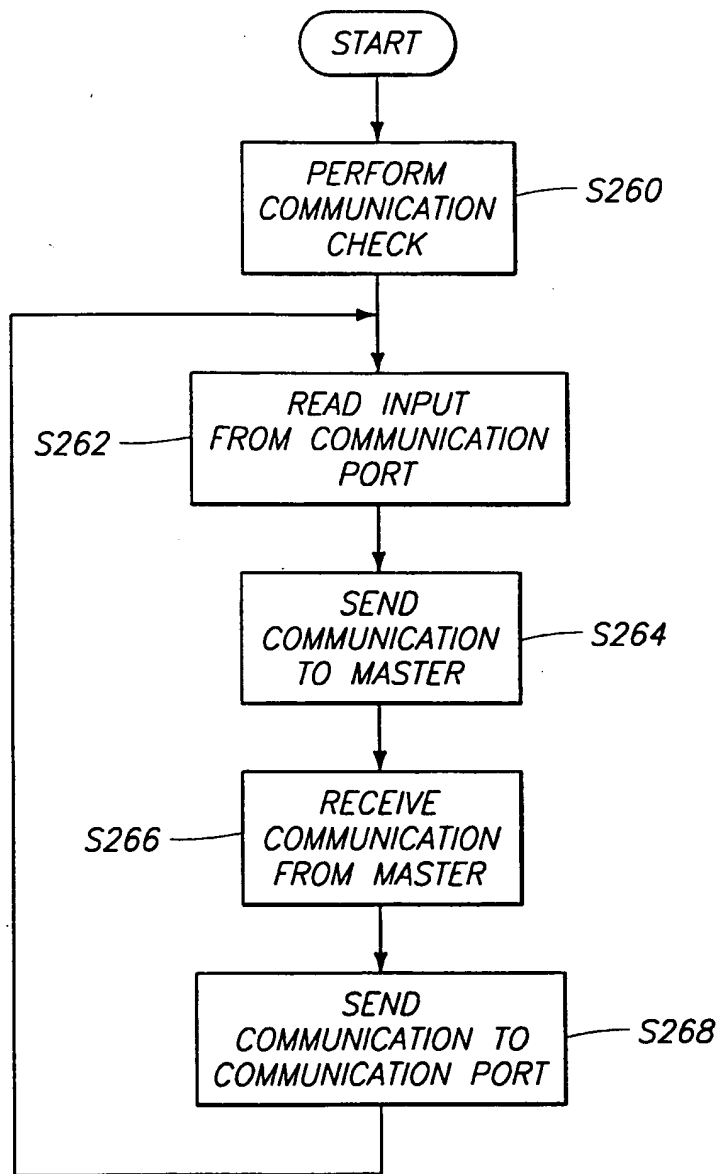 START
PERFORM
COMMUNICATION
CHECK
S260
READ INPUT
FROM COMMUNICATION
PORT
S262
SEND
COMMUNICATION
TO MASTER
S264
RECEIVE
COMMUNICATION
FROM MASTER
S266
SEND
COMMUNICATION TO
COMMUNICATION PORT
S268